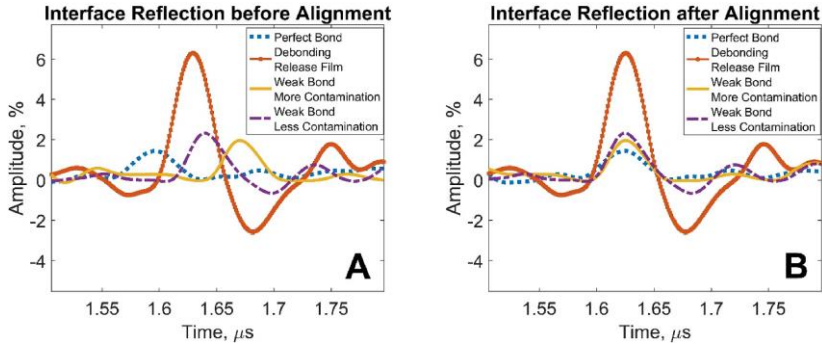 Interface Reflection before Alignment
Perfect Bond
Debonding
Release Film
Weak Bond
More Contamination
Weak Bond
Less Contamination
6
4
2
0
-2
-4
Amplitude, %
A
1.55
1.6
1.65
1.7
1.75
Time, μs
Interface Reflection after Alignment
Perfect Bond
Debonding
Release Film
Weak Bond
More Contamination
Weak Bond
Less Contamination
6
4
2
0
-2
-4
Amplitude, %
B
1.55
1.6
1.65
1.7
1.75
Time, μs